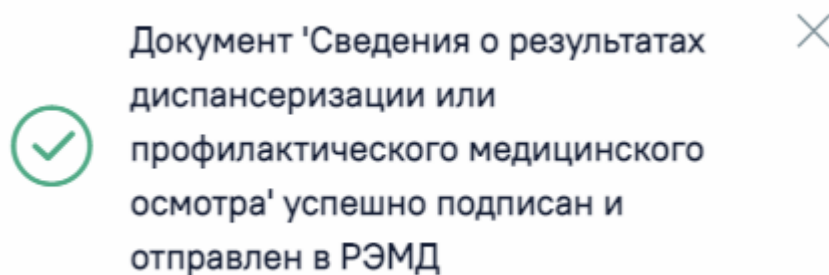 Документ 'Сведения о результатах
диспансеризации или
профилактического медицинского
осмотра' успешно подписан и
отправлен в РЭМД